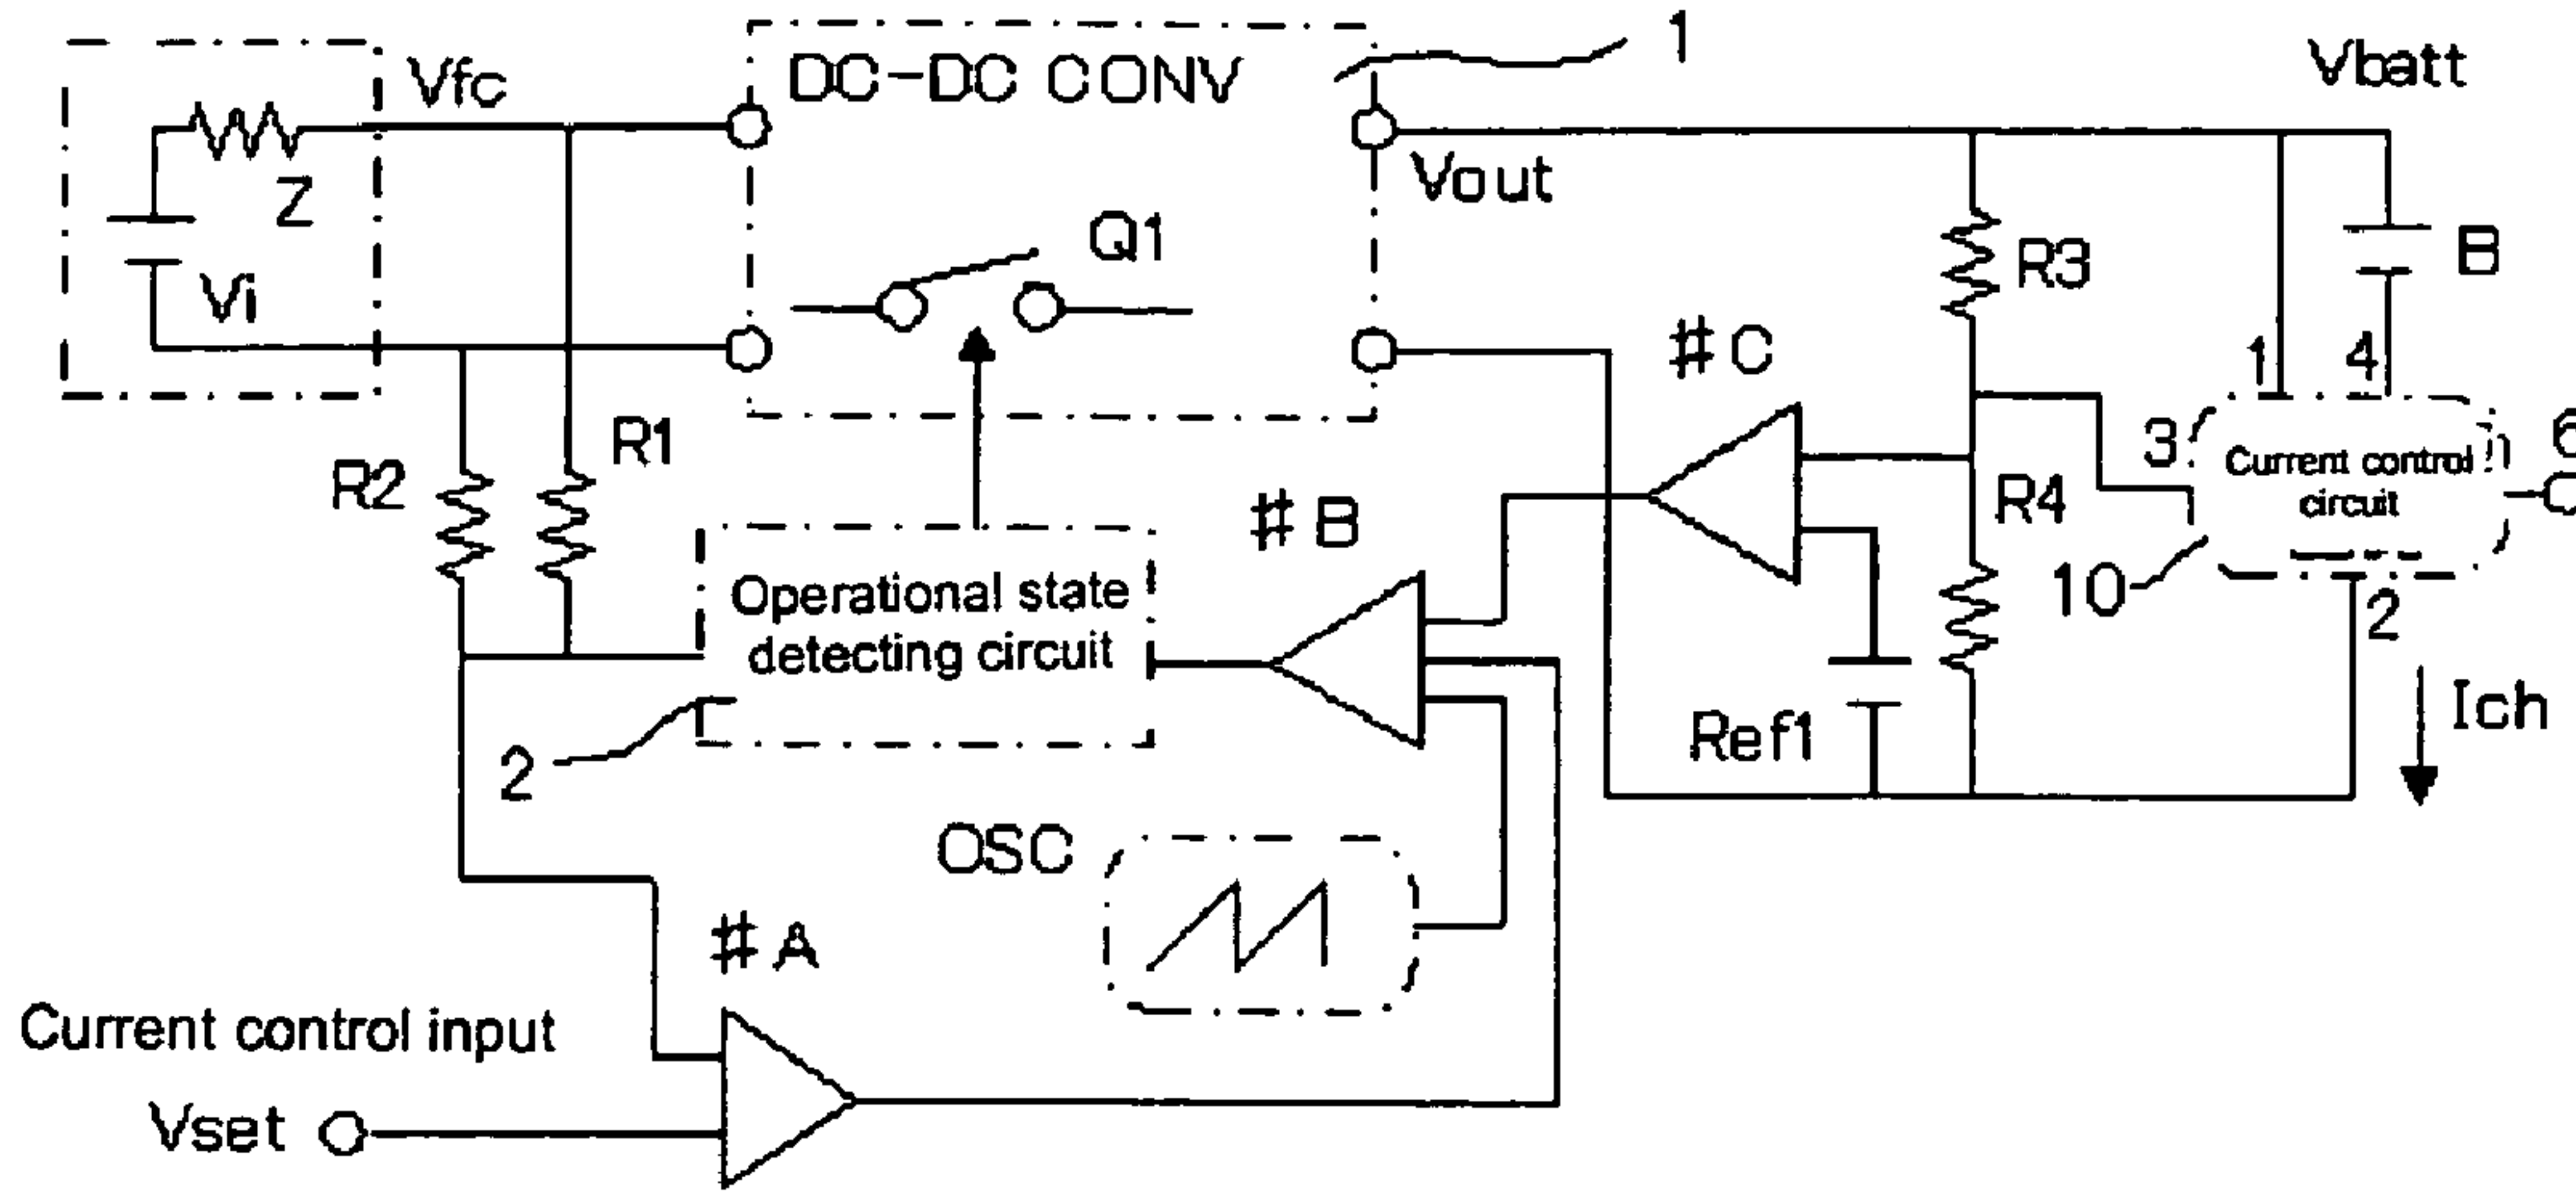 1
DC-DC CONV
Vfc
Vbatt
Vout
Z
Q1
R3
B
Vi
#C
1
4
R1
R2
3
Current control
circuit
6
#B
R4
Operational state
detecting circuit
10
2
Ref1
Ich
2
OSC
#A
Current control input
Vset